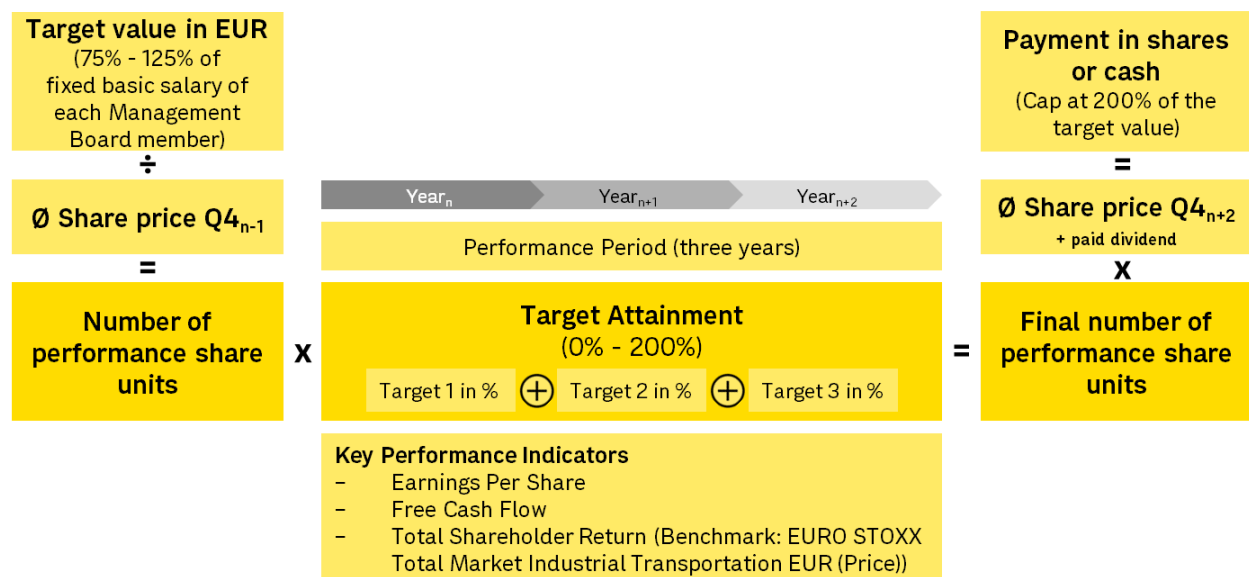 Target value in EUR
(75% - 125% of
fixed basic salary of
each Management
Board member)
÷
Ø Share price Q4n-1
=
Number of
performance share
units
x
Yearn
Yearn+1
Yearn+2
Performance Period (three years)
Target Attainment
(0% - 200%)
Target 1 in %
+
Target 2 in %
+
Target 3 in %
Key Performance Indicators
– Earnings Per Share
– Free Cash Flow
– Total Shareholder Return (Benchmark: EURO STOXX
Total Market Industrial Transportation EUR (Price))
=
Payment in shares
or cash
(Cap at 200% of the
target value)
=
Ø Share price Q4n+2
+ paid dividend
x
Final number of
performance share
units